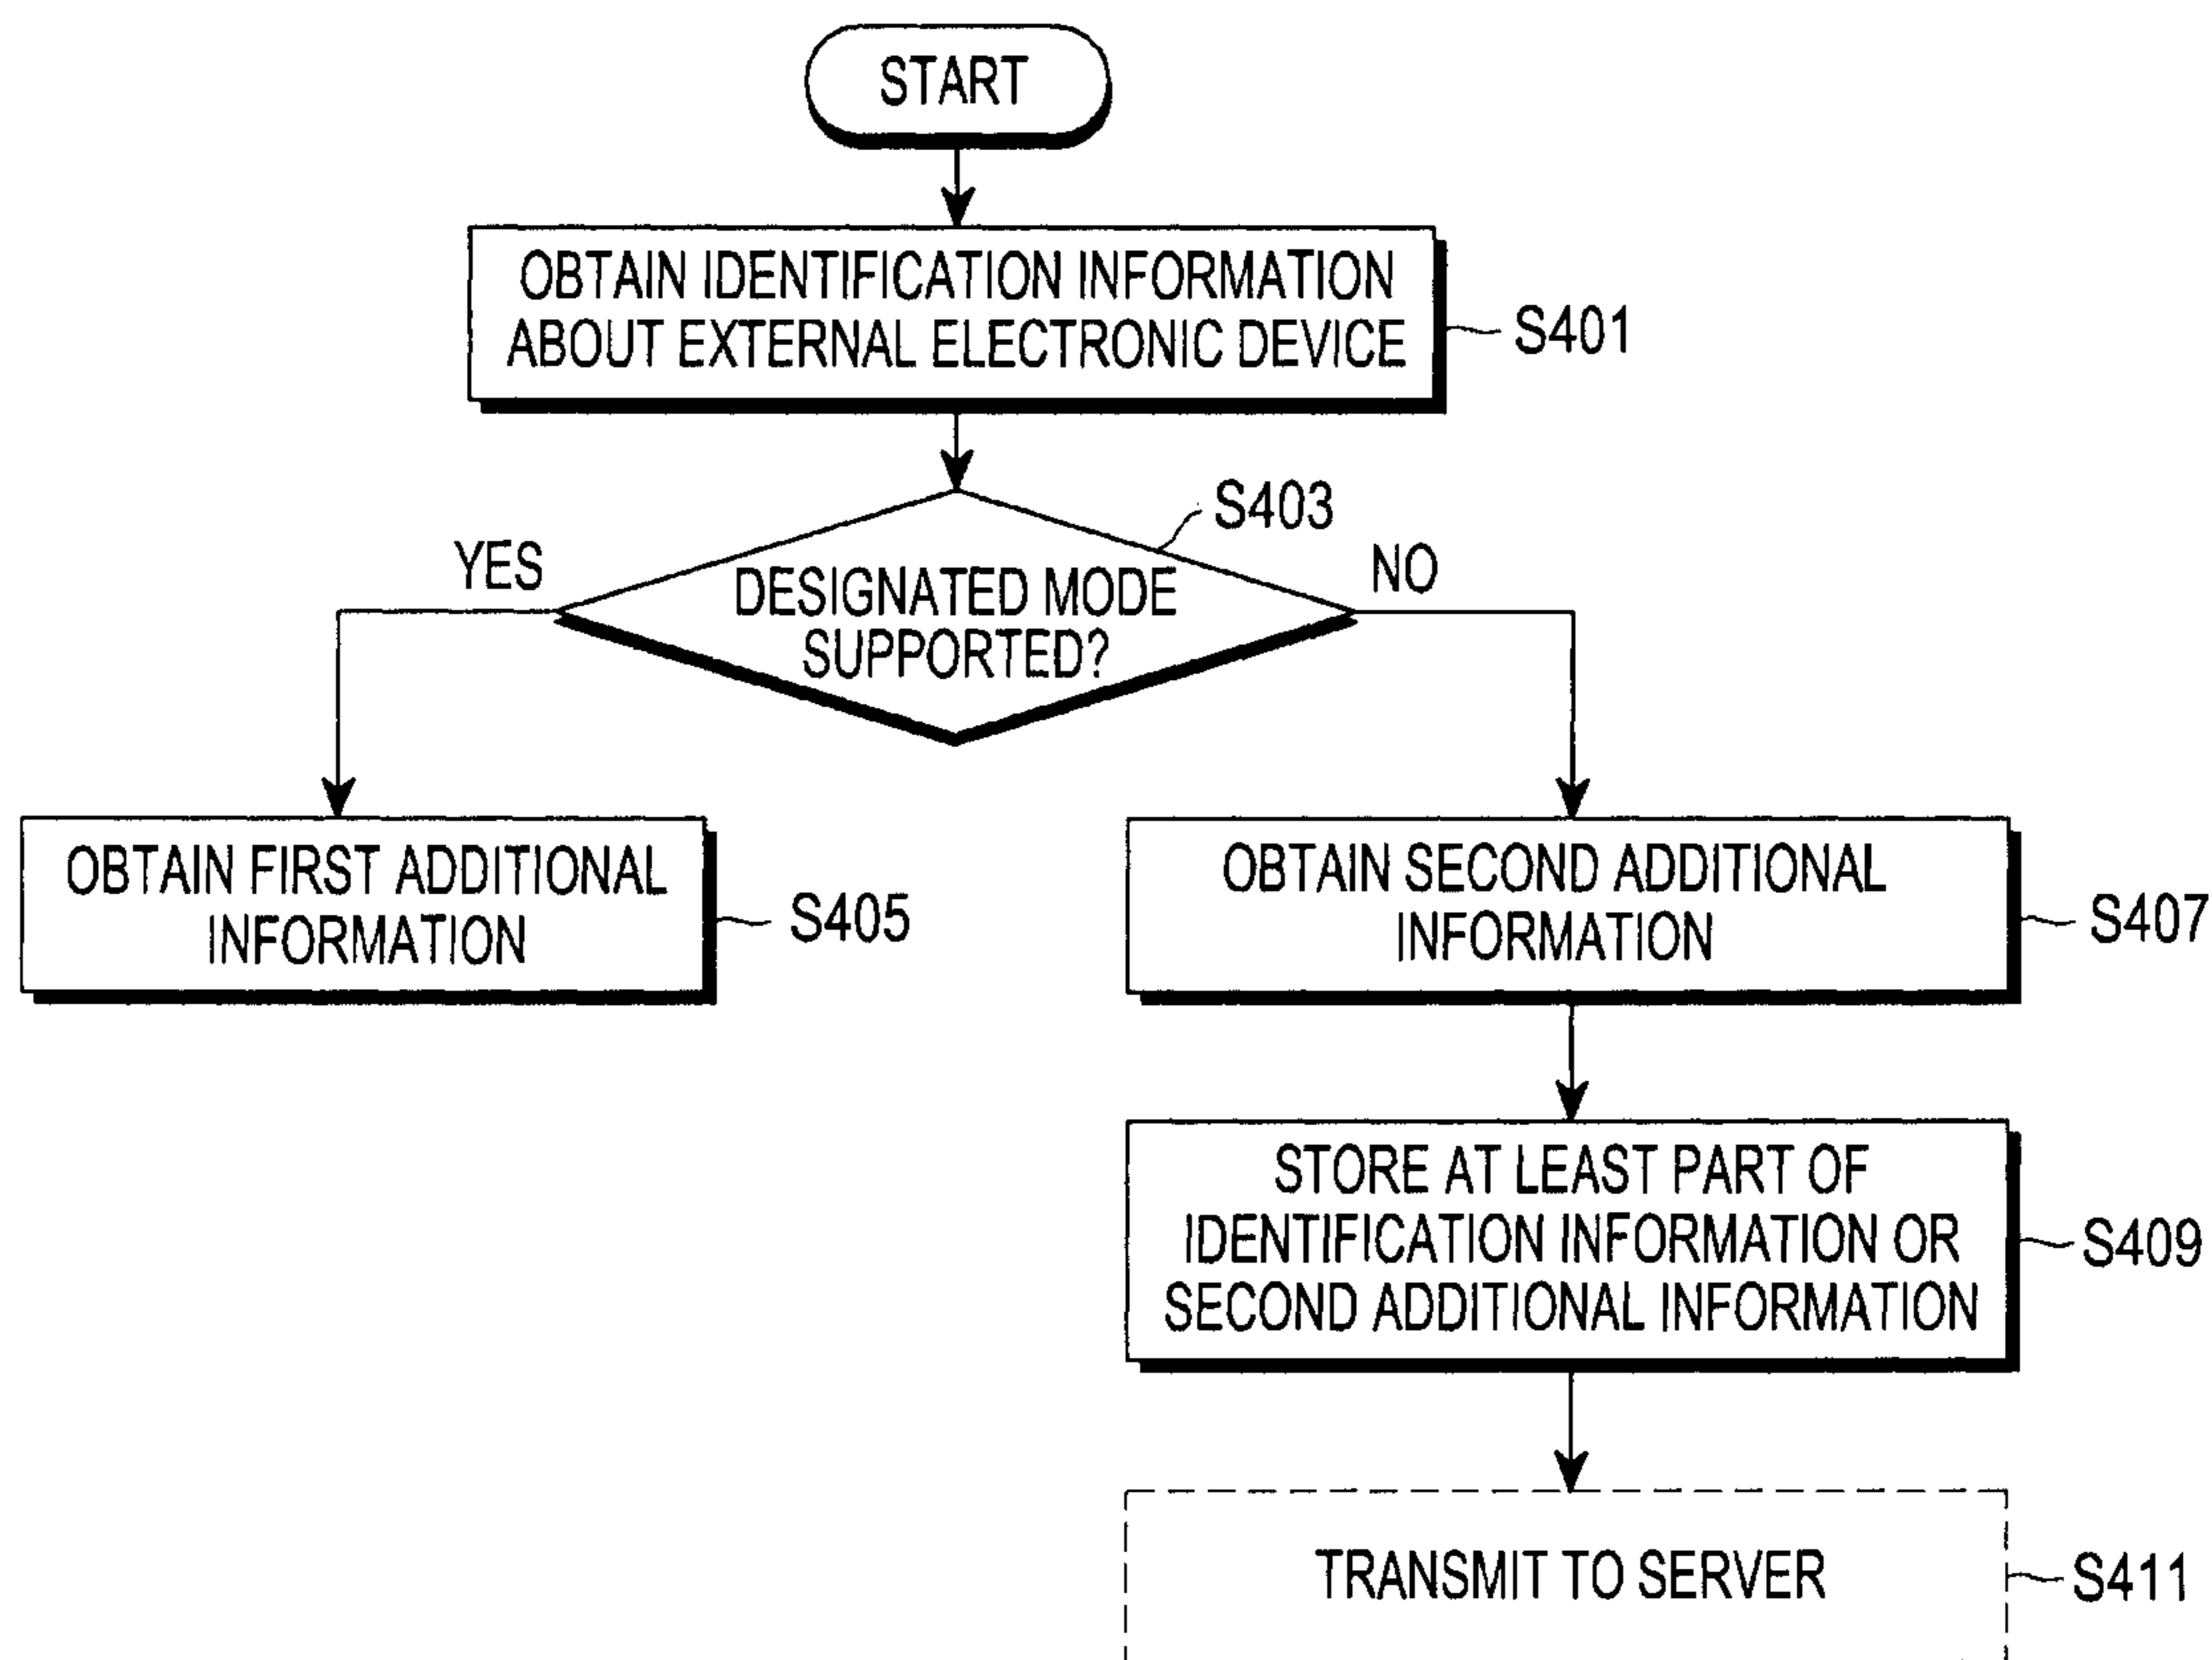 START
OBTAIN IDENTIFICATION INFORMATION
ABOUT EXTERNAL ELECTRONIC DEVICE
S401
S403
YES
NO
DESIGNATED MODE
SUPPORTED?
OBTAIN FIRST ADDITIONAL
INFORMATION
S405
OBTAIN SECOND ADDITIONAL
INFORMATION
S407
STORE AT LEAST PART OF
IDENTIFICATION INFORMATION OR
SECOND ADDITIONAL INFORMATION
S409
TRANSMIT TO SERVER
S411